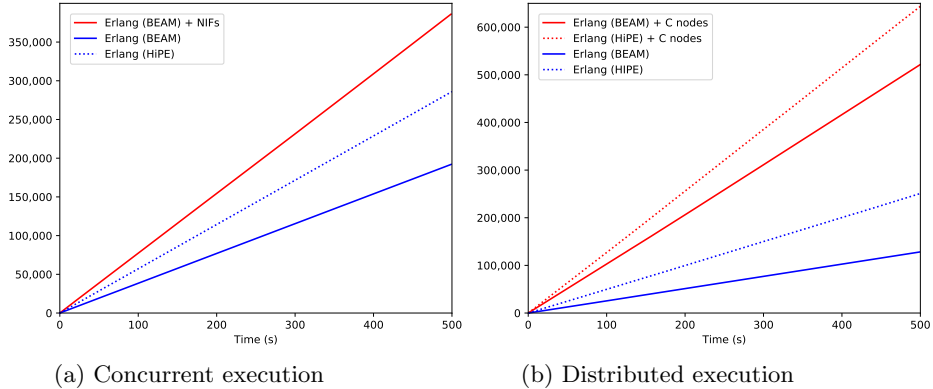 Erlang (BEAM) + NIFs
Erlang (BEAM)
Erlang (HiPE)
350,000
300,000
250,000
200,000
150,000
100,000
50,000
0
0 100 200 300 400 500
Time (s)
(a) Concurrent execution
Erlang (BEAM) + C nodes
Erlang (HiPE) + C nodes
Erlang (BEAM)
Erlang (HIPE)
600,000
500,000
400,000
300,000
200,000
100,000
0
0 100 200 300 400 500
Time (s)
(b) Distributed execution